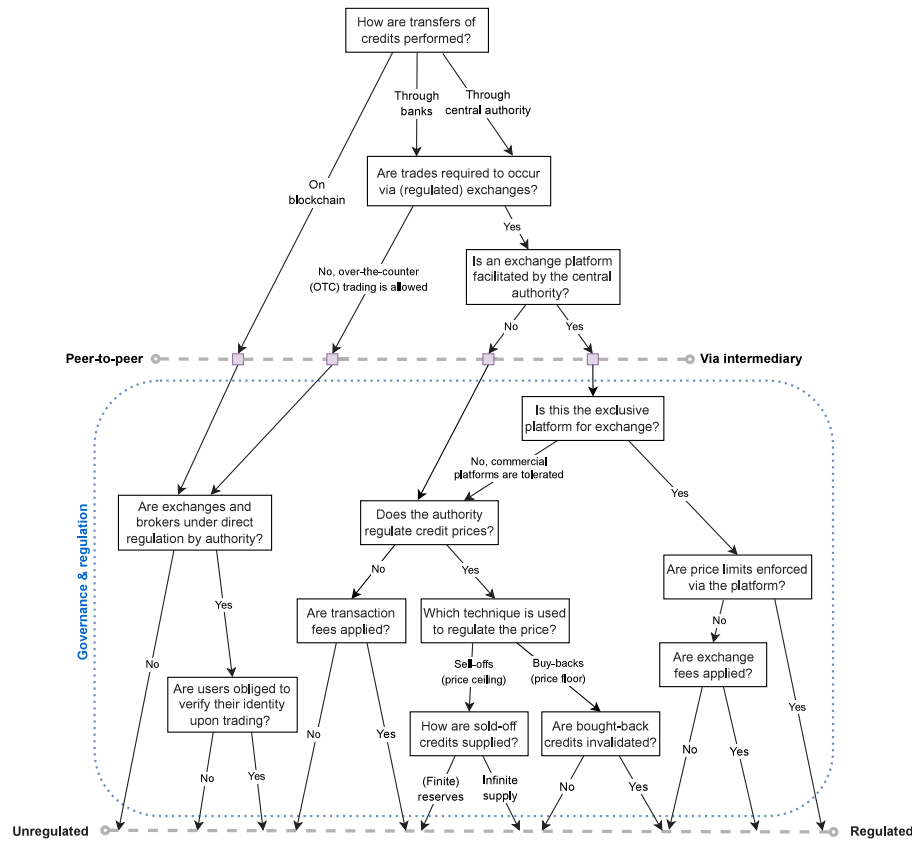 How are transfers of
credits performed?
Through
banks
Through
central authority
On
blockchain
Are trades required to occur
via (regulated) exchanges?
Yes
No, over-the-counter
(OTC) trading is allowed
Is an exchange platform
facilitated by the central
authority?
No
Yes
Peer-to-peer
Via intermediary
Is this the exclusive
platform for exchange?
No, commercial
platforms are tolerated
Yes
Governance & regulation
Are exchanges and
brokers under direct
regulation by authority?
Does the authority
regulate credit prices?
Are price limits enforced
via the platform?
No
Yes
Yes
No
Are transaction
fees applied?
Which technique is used
to regulate the price?
No
Are exchange
fees applied?
Sell-offs
(price ceiling)
Buy-backs
(price floor)
Are users obliged to
verify their identity
upon trading?
How are sold-off
credits supplied?
Are bought-back
credits invalidated?
Yes
No
Yes
No
Yes
No
Yes
(Finite)
reserves
Infinite
supply
No
Yes
Unregulated
Regulated